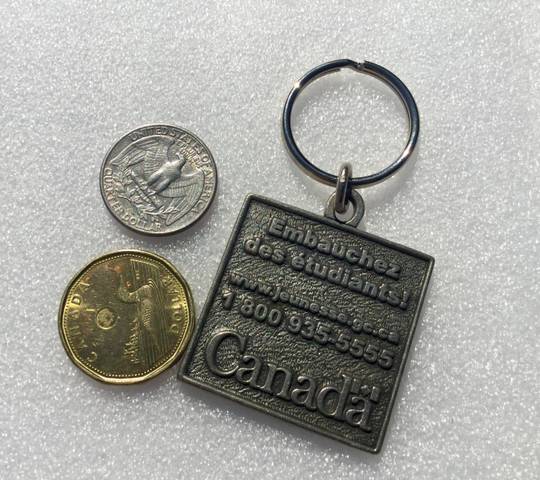 UNITED STATES OF AMERICA
QUARTER DOLLAR
CANADA
DOLLAR
Embauchez
des étudiants!
www.jeunesse.gc.ca
1 800 935-5555
Canada